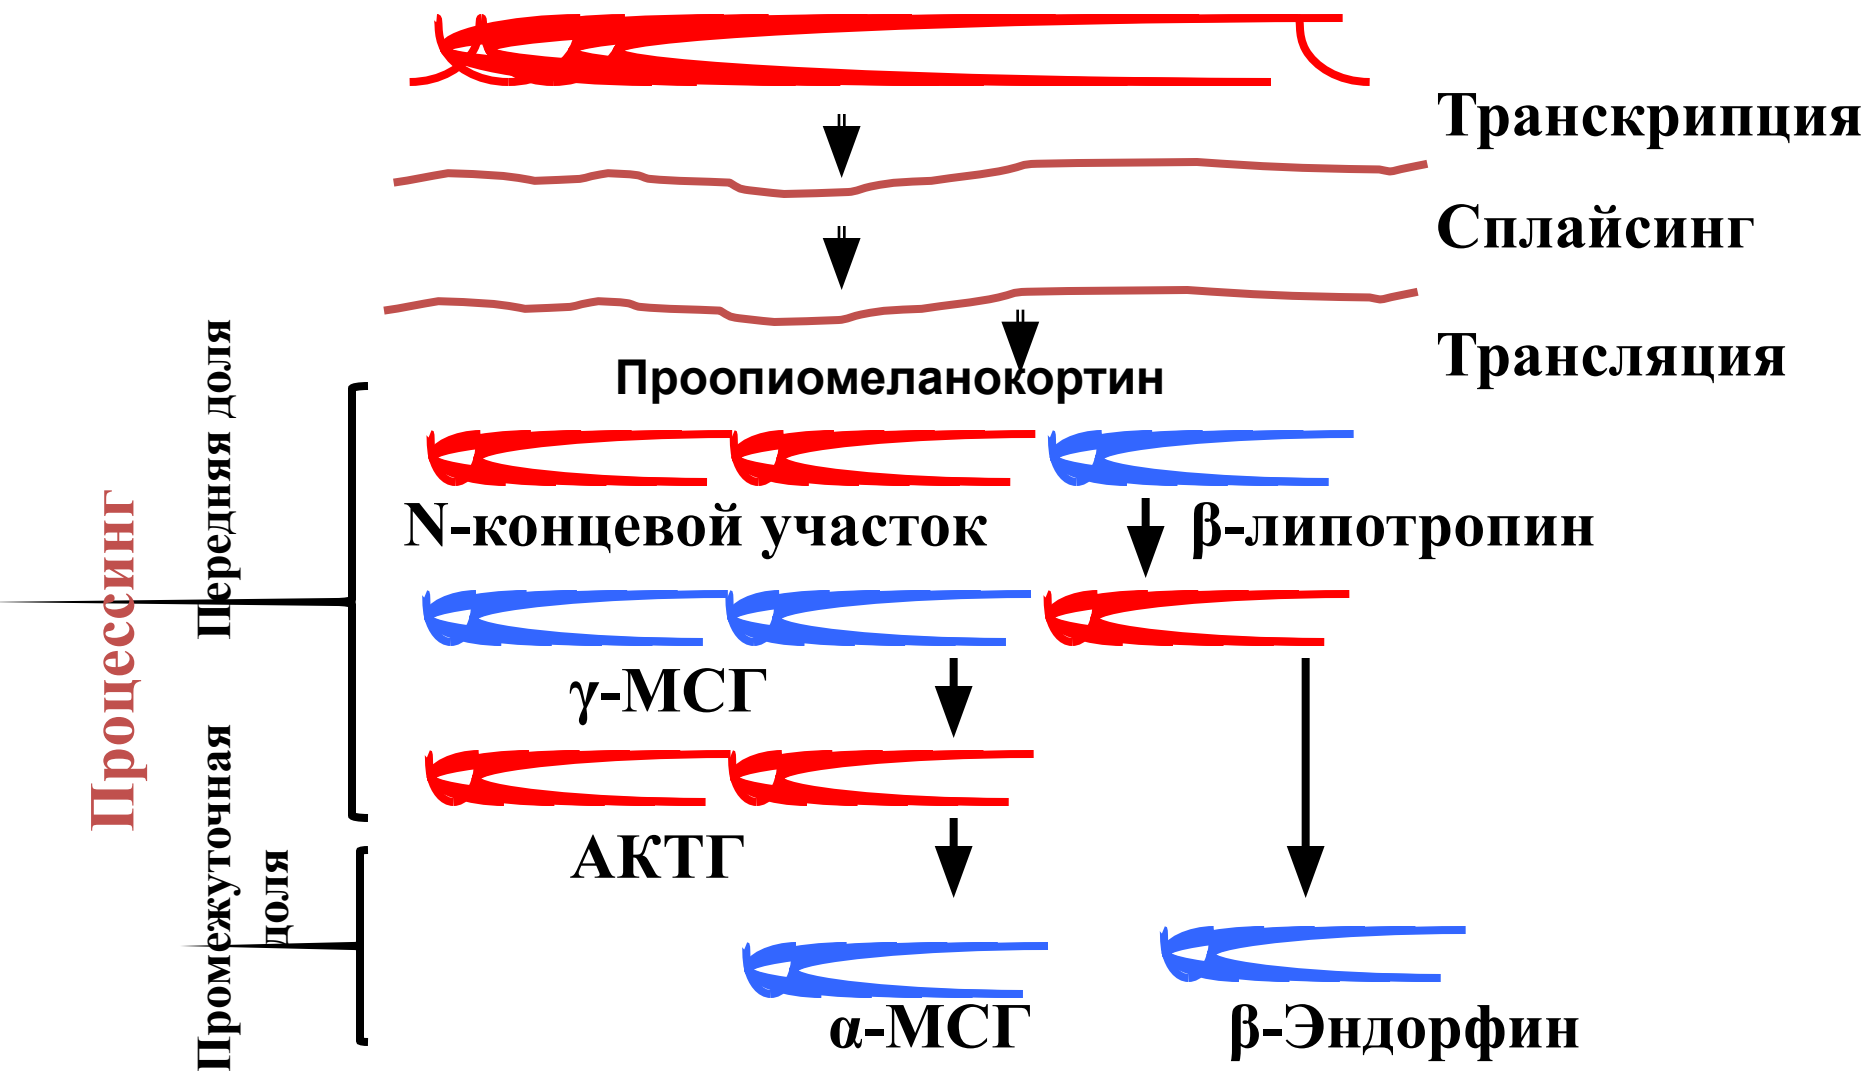 Транскрипция
Сплайсинг
Трансляция
Проопиомеланокортин
Процессинг
Передняя доля
N-концевой участок
β-липотропин
γ-МСГ
АКТГ
Промежуточная
доля
α-МСГ
β-Эндорфин